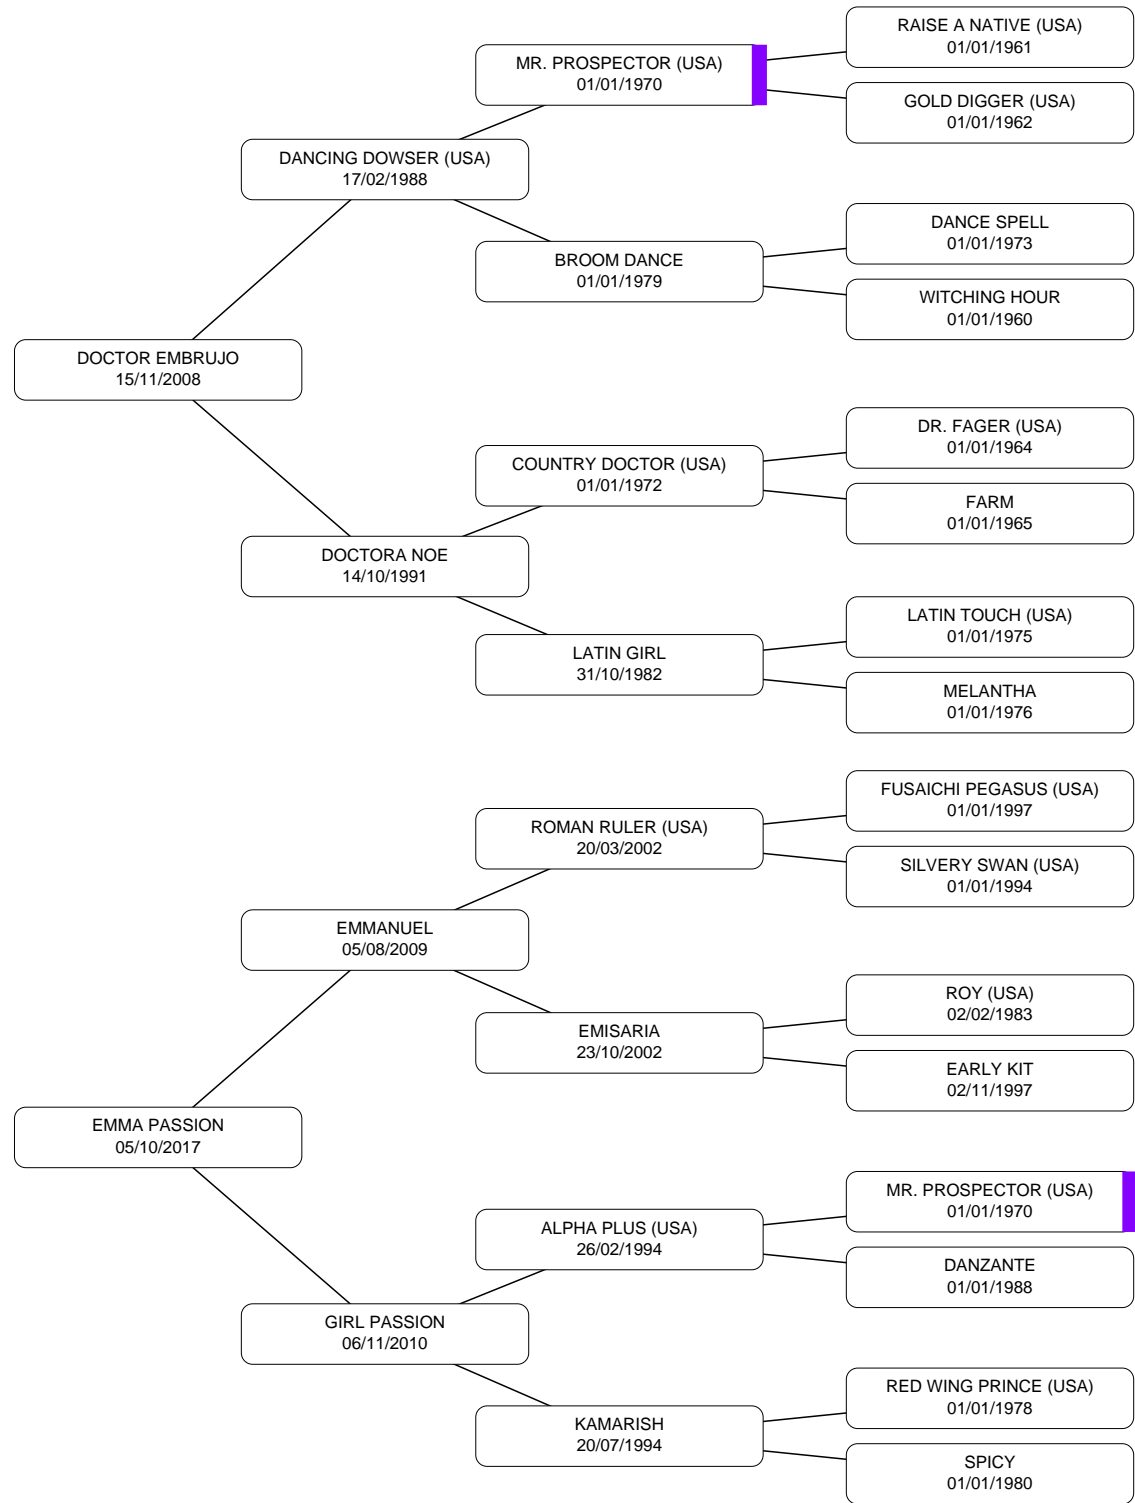 RAISE A NATIVE (USA)
01/01/1961
MR. PROSPECTOR (USA)
01/01/1970
GOLD DIGGER (USA)
01/01/1962
DANCING DOWSER (USA)
17/02/1988
DANCE SPELL
01/01/1973
BROOM DANCE
01/01/1979
WITCHING HOUR
01/01/1960
DOCTOR EMBRUJO
15/11/2008
DR. FAGER (USA)
01/01/1964
COUNTRY DOCTOR (USA)
01/01/1972
FARM
01/01/1965
DOCTORA NOE
14/10/1991
LATIN TOUCH (USA)
01/01/1975
LATIN GIRL
31/10/1982
MELANTHA
01/01/1976
FUSAICHI PEGASUS (USA)
01/01/1997
ROMAN RULER (USA)
20/03/2002
SILVERY SWAN (USA)
01/01/1994
EMMANUEL
05/08/2009
ROY (USA)
02/02/1983
EMISARIA
23/10/2002
EARLY KIT
02/11/1997
EMMA PASSION
05/10/2017
MR. PROSPECTOR (USA)
01/01/1970
ALPHA PLUS (USA)
26/02/1994
DANZANTE
01/01/1988
GIRL PASSION
06/11/2010
RED WING PRINCE (USA)
01/01/1978
KAMARISH
20/07/1994
SPICY
01/01/1980